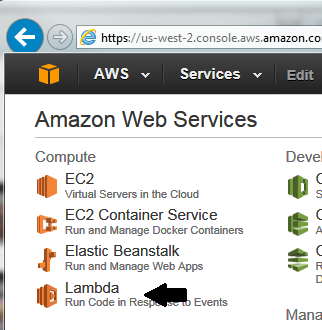 https://us-west-2.console.aws.amazon.co
AWS Services Edit
Amazon Web Services
Compute
EC2
Virtual Servers in the Cloud
EC2 Container Service
Run and Manage Docker Containers
Elastic Beanstalk
Run and Manage Web Apps
Lambda
Run Code in Response to Events
Devel
C
S
C
C
R
D